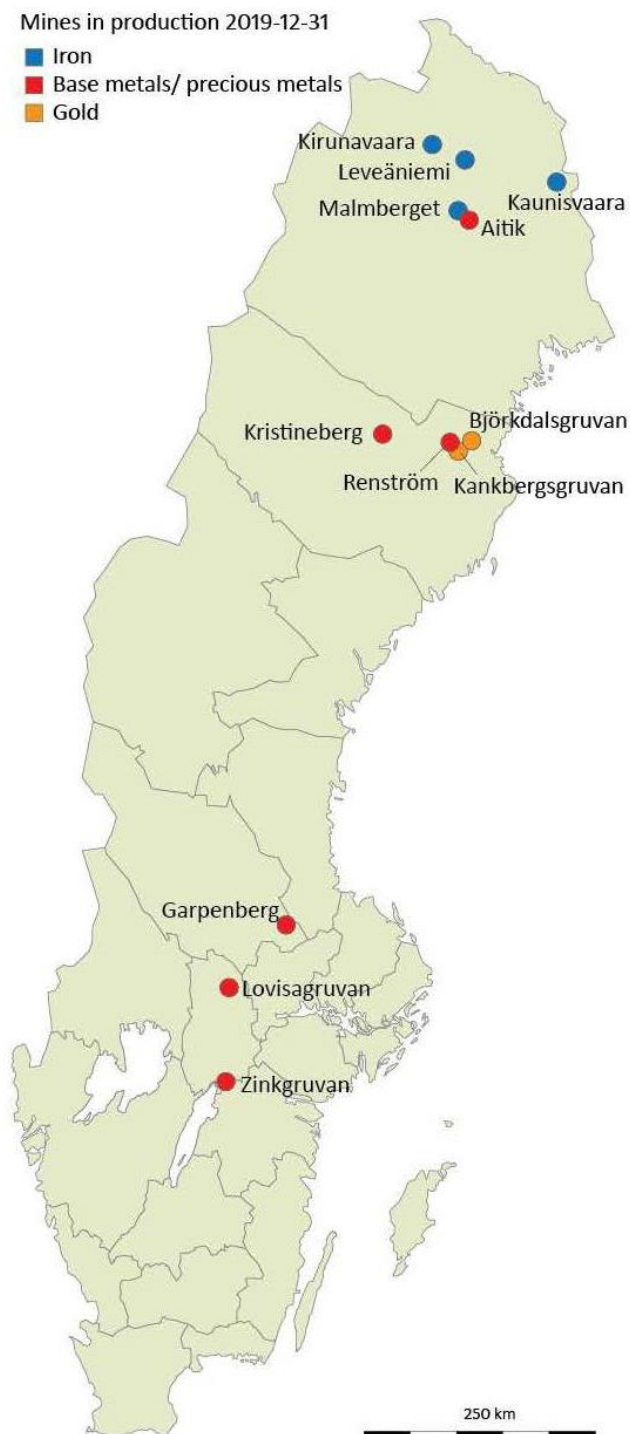 Mines in production 2019-12-31
Iron
Base metals/ precious metals
Gold
Kirunavaara
Leveäniemi
Kaunisvaara
Malmberget
Aitik
Björkdalsgruvan
Kristineberg
Renström
Kankbergsgruvan
Garpenberg
Lovisagruvan
Zinkgruvan
250 km